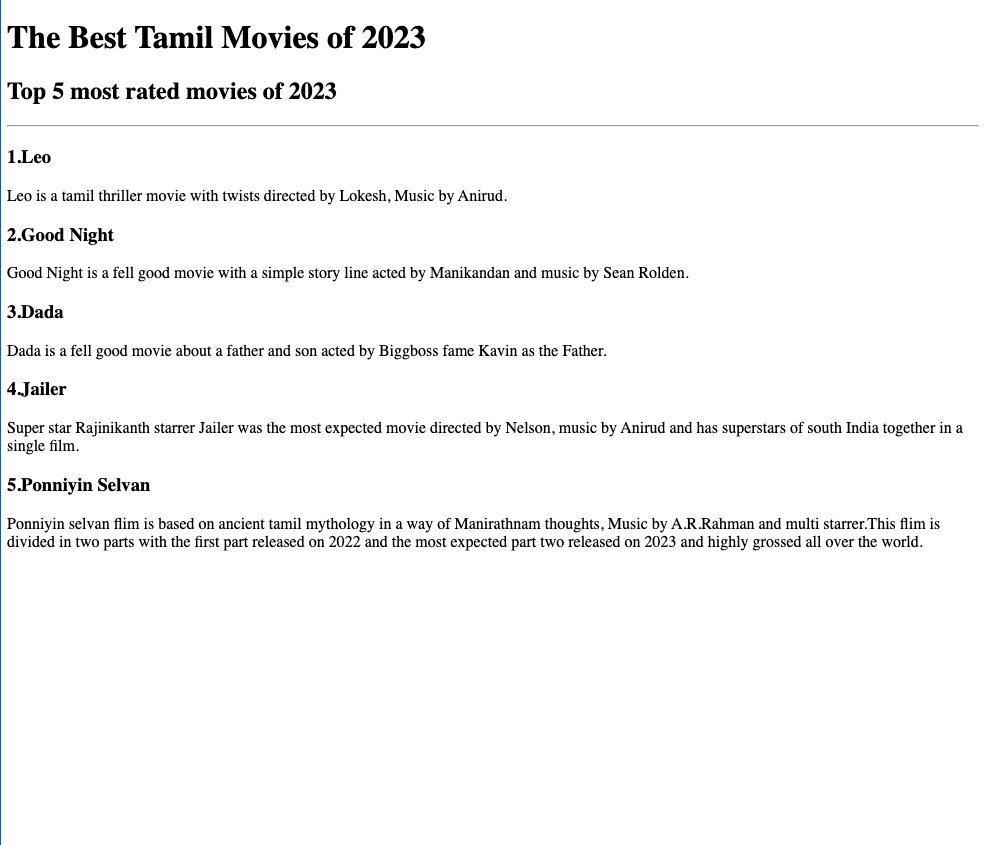 The Best Tamil Movies of 2023
Top 5 most rated movies of 2023
1.Leo
Leo is a tamil thriller movie with twists directed by Lokesh, Music by Anirud.
2.Good Night
Good Night is a fell good movie with a simple story line acted by Manikandan and music by Sean Rolden.
3.Dada
Dada is a fell good movie about a father and son acted by Biggboss fame Kavin as the Father.
4.Jailer
Super star Rajinikanth starrer Jailer was the most expected movie directed by Nelson, music by Anirud and has superstars of south India together in a
single film.
5.Ponniyin Selvan
Ponniyin selvan flim is based on ancient tamil mythology in a way of Manirathnam thoughts, Music by A.R.Rahman and multi starrer.This flim is
divided in two parts with the first part released on 2022 and the most expected part two released on 2023 and highly grossed all over the world.